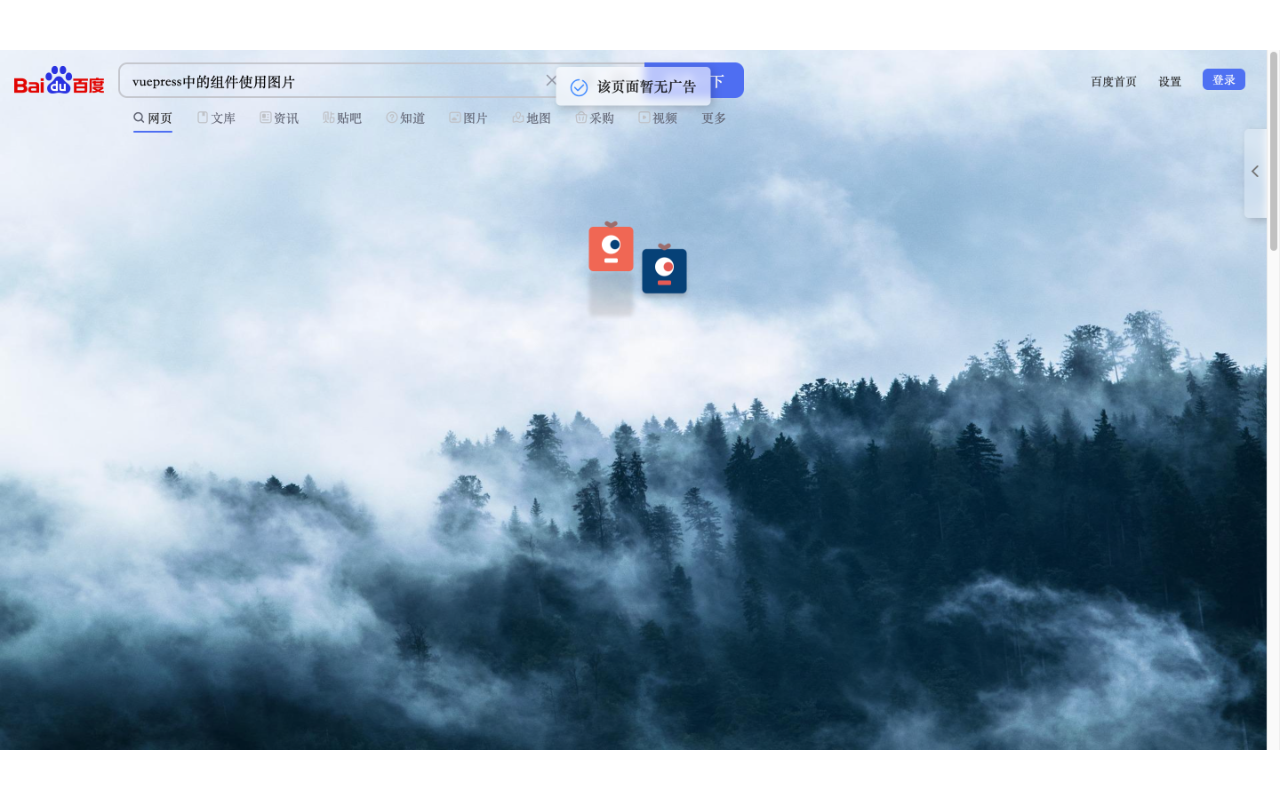 Bai du 百度
vuepress中的组件使用图片
下
该页面暂无广告
百度首页 设置 登录
网页 文库 资讯 贴吧 知道 图片 地图 采购 视频 更多